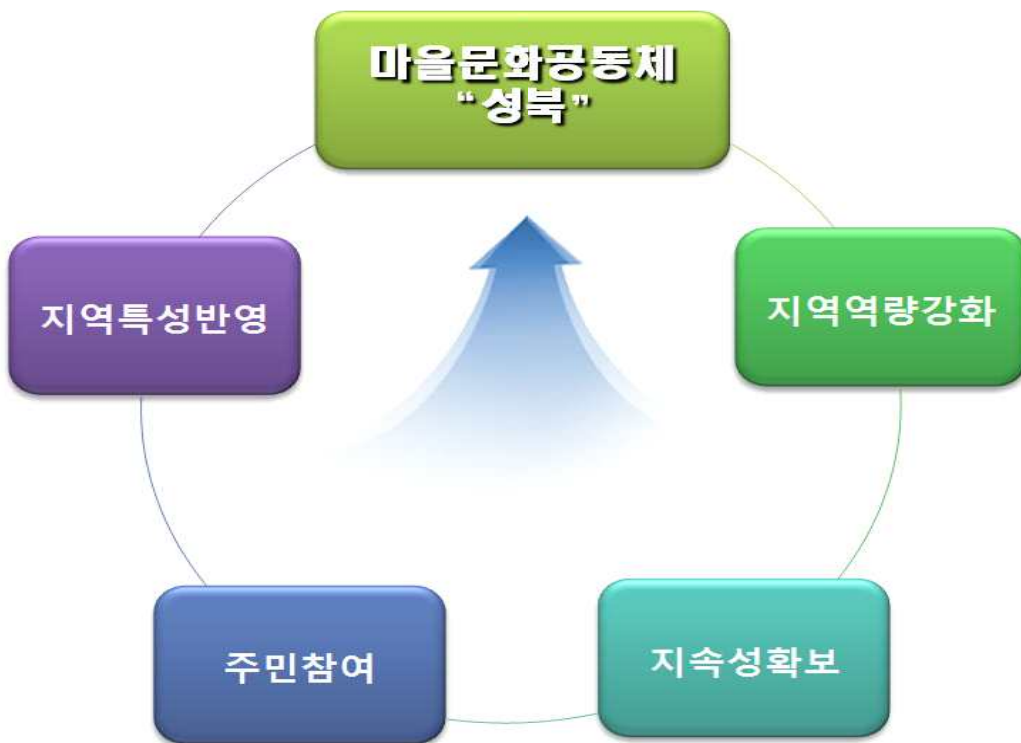 마을문화공동체
“성북”
지역특성반영
지역역량강화
주민참여
지속성확보